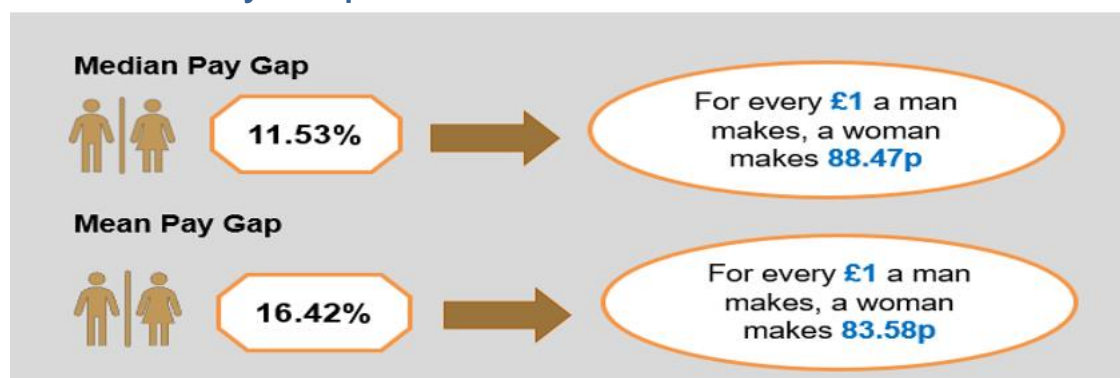 Median Pay Gap
11.53%
For every £1 a man
makes, a woman
makes 88.47p
Mean Pay Gap
16.42%
For every £1 a man
makes, a woman
makes 83.58p